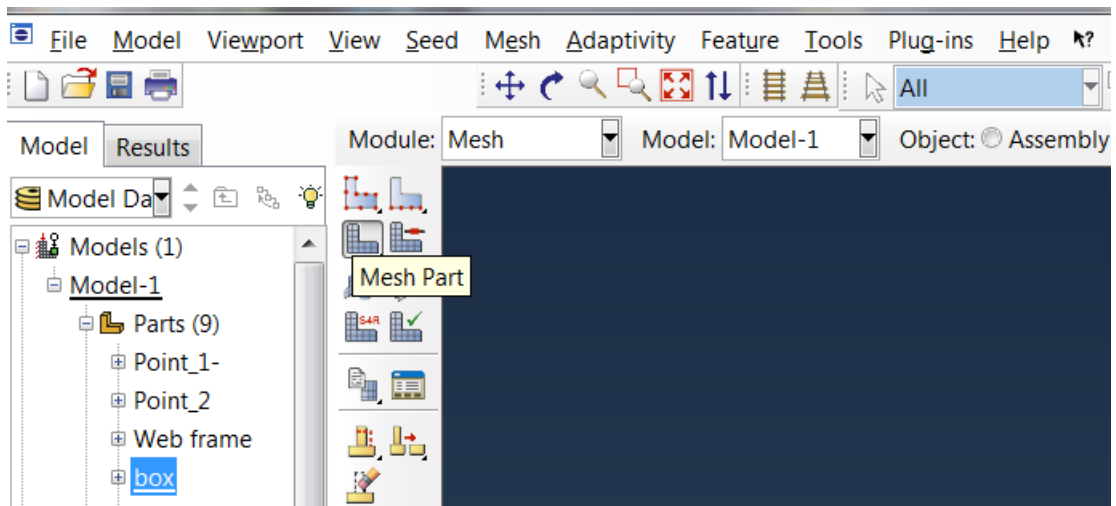 File Model Viewport View Seed Mesh Adaptivity Feature Tools Plug-ins Help ?
All
Model Results
Module: Mesh Model: Model-1 Object: Assembly
Model Da
Models (1)
Mesh Part
Model-1
Parts (9)
S4R
Point_1-
Point_2
Web frame
box